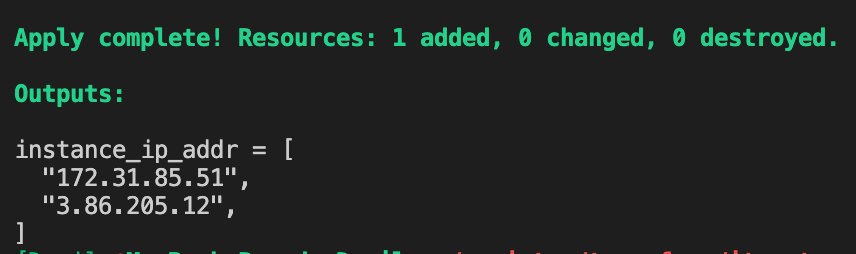 Apply complete! Resources: 1 added, 0 changed, 0 destroyed.
Outputs:
instance_ip_addr = [
"172.31.85.51",
"3.86.205.12",
]